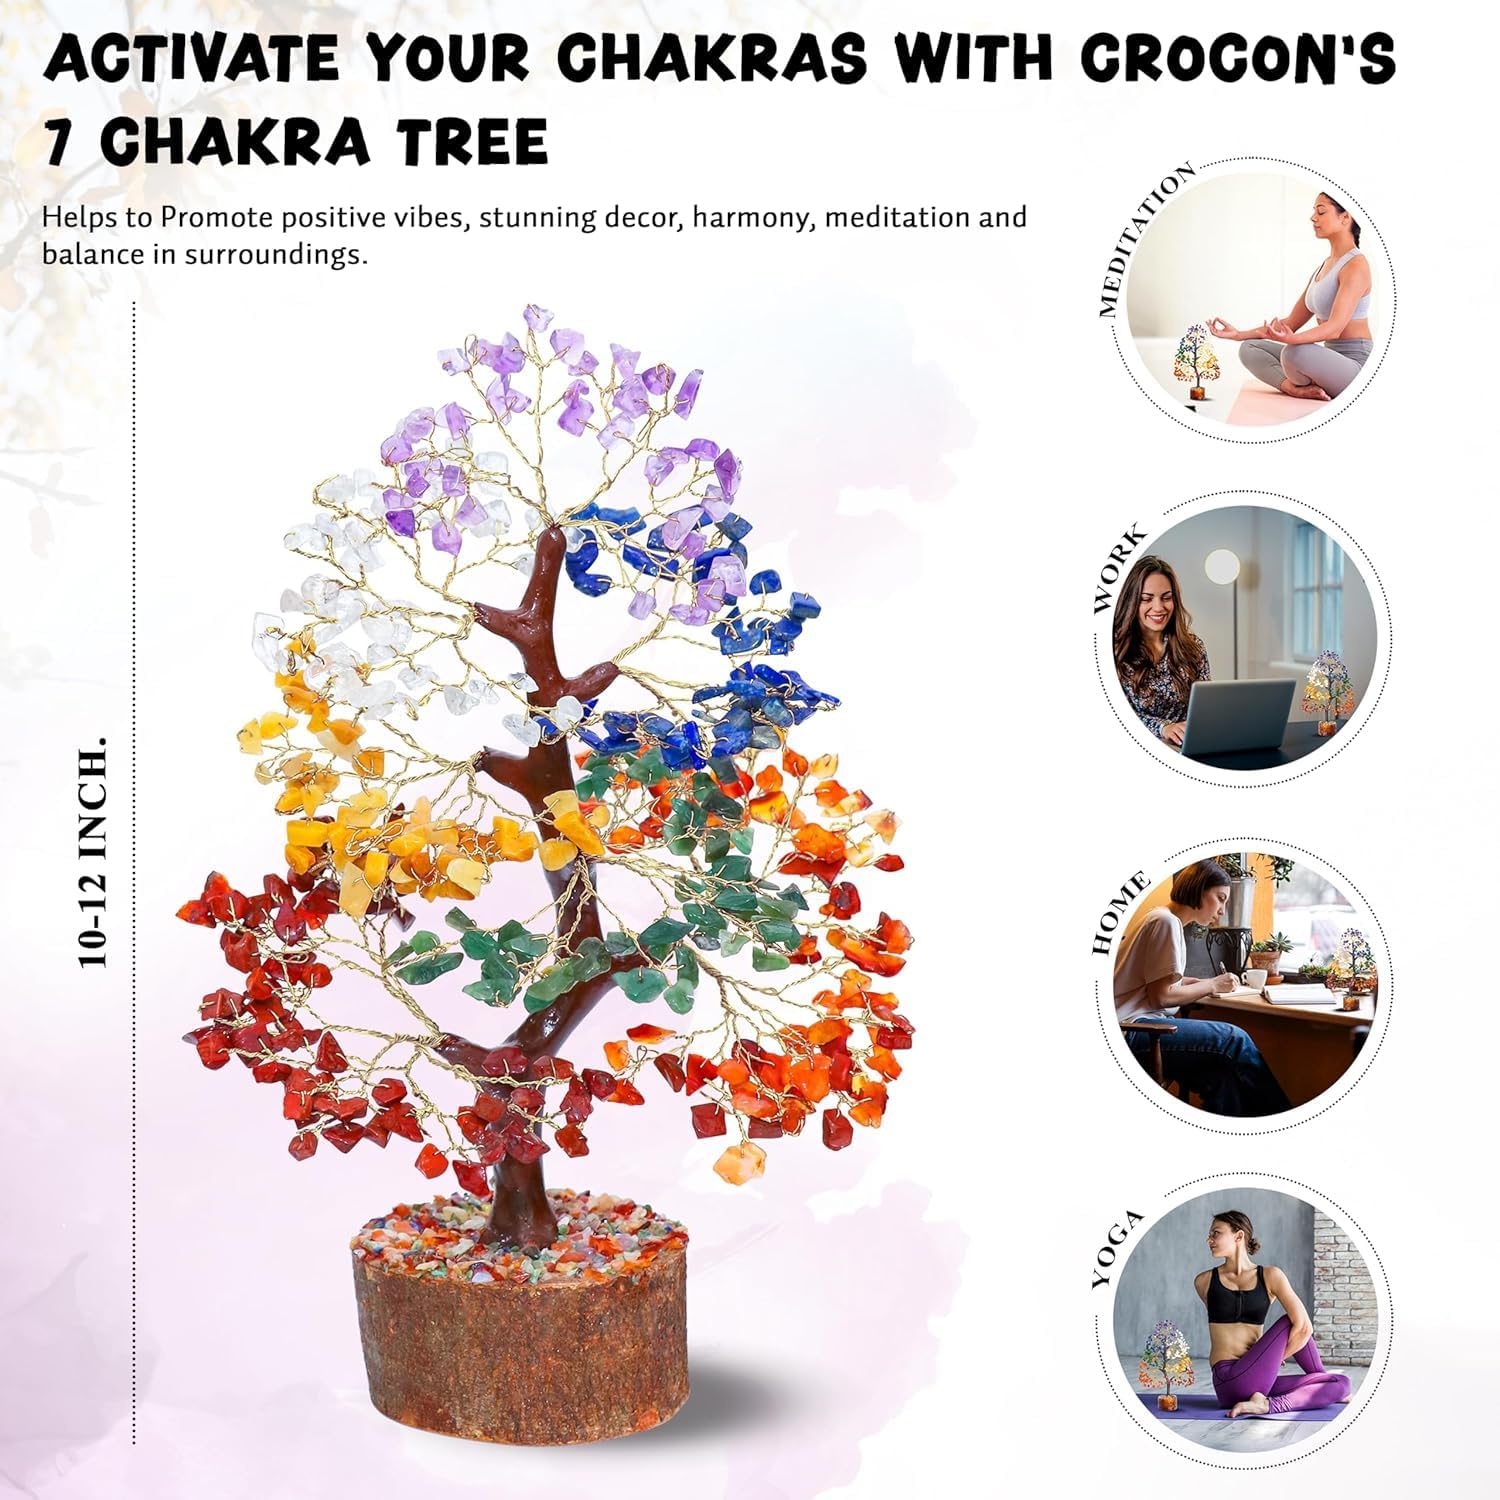 ACTIVATE YOUR CHAKRAS WITH CROCON'S
7 CHAKRA TREE
Helps to Promote positive vibes, stunning decor, harmony, meditation and
balance in surroundings.
10-12 INCH.
MEDITATION
WORK
HOME
YOGA